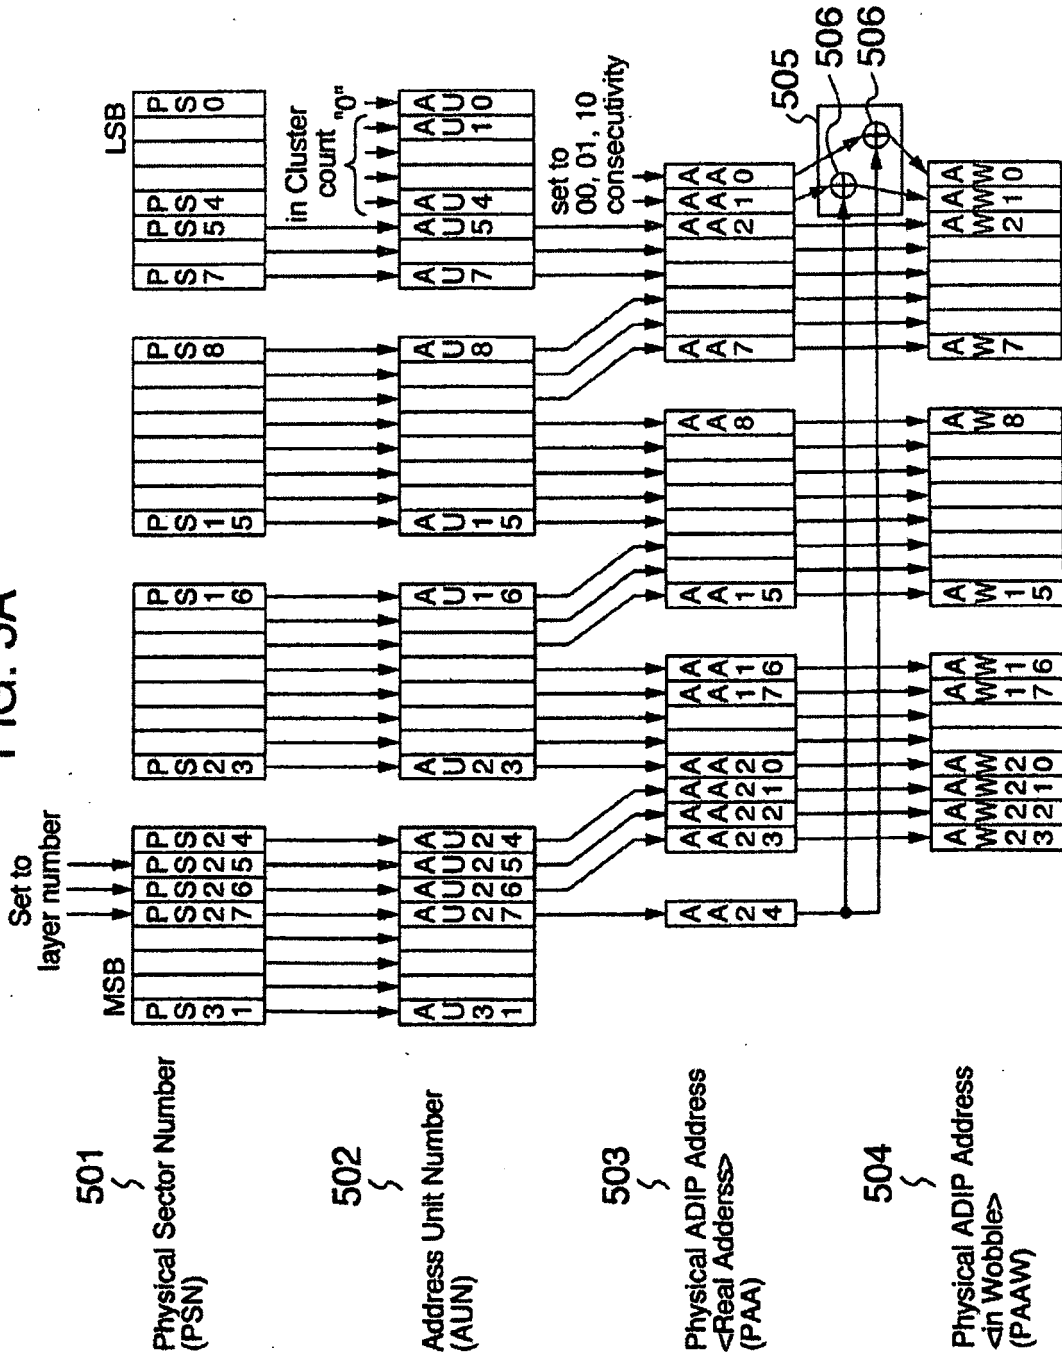 FIG. 5A
Set to
layer number
MSB
LSB
501
Physical Sector Number
(PSN)
PS31
PS27
PS26
PS25
PS24
PS23
PS16
PS15
PS8
PS7
PS5
PS4
PS0
in Cluster
count
"0"
502
Address Unit Number
(AUN)
AU31
AU27
AU26
AU25
AU24
AU23
AU16
AU15
AU8
AU7
AU5
AU4
AU1
AU0
set to
00, 01, 10
consecutivity
503
Physical ADIP Address
<Real Adderss>
(PAA)
AA24
AA23
AA22
AA21
AA20
AA17
AA16
AA15
AA8
AA7
AA2
AA1
AA0
505
506
506
504
Physical ADIP Address
<in Wobble>
(PAAW)
AW23
AW22
AW21
AW20
AW17
AW16
AW15
AW8
AW7
AW2
AW1
AW0